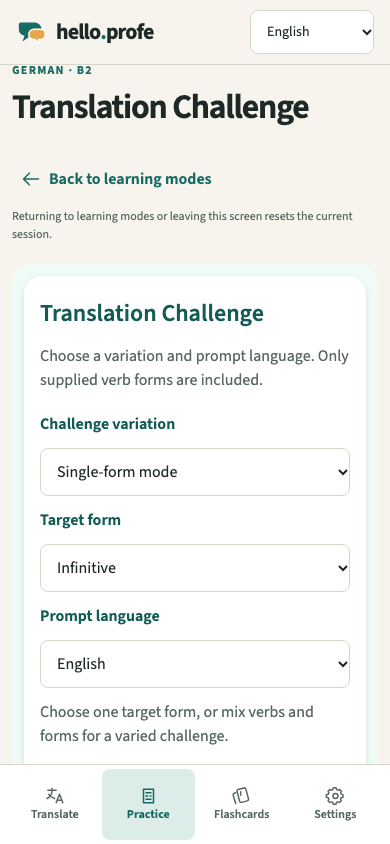 hello.profe
English
GERMAN · B2
Translation Challenge
Back to learning modes
Returning to learning modes or leaving this screen resets the current
session.
Translation Challenge
Choose a variation and prompt language. Only
supplied verb forms are included.
Challenge variation
Single-form mode
Target form
Infinitive
Prompt language
English
Choose one target form, or mix verbs and
forms for a varied challenge.
Translate
Practice
Flashcards
Settings